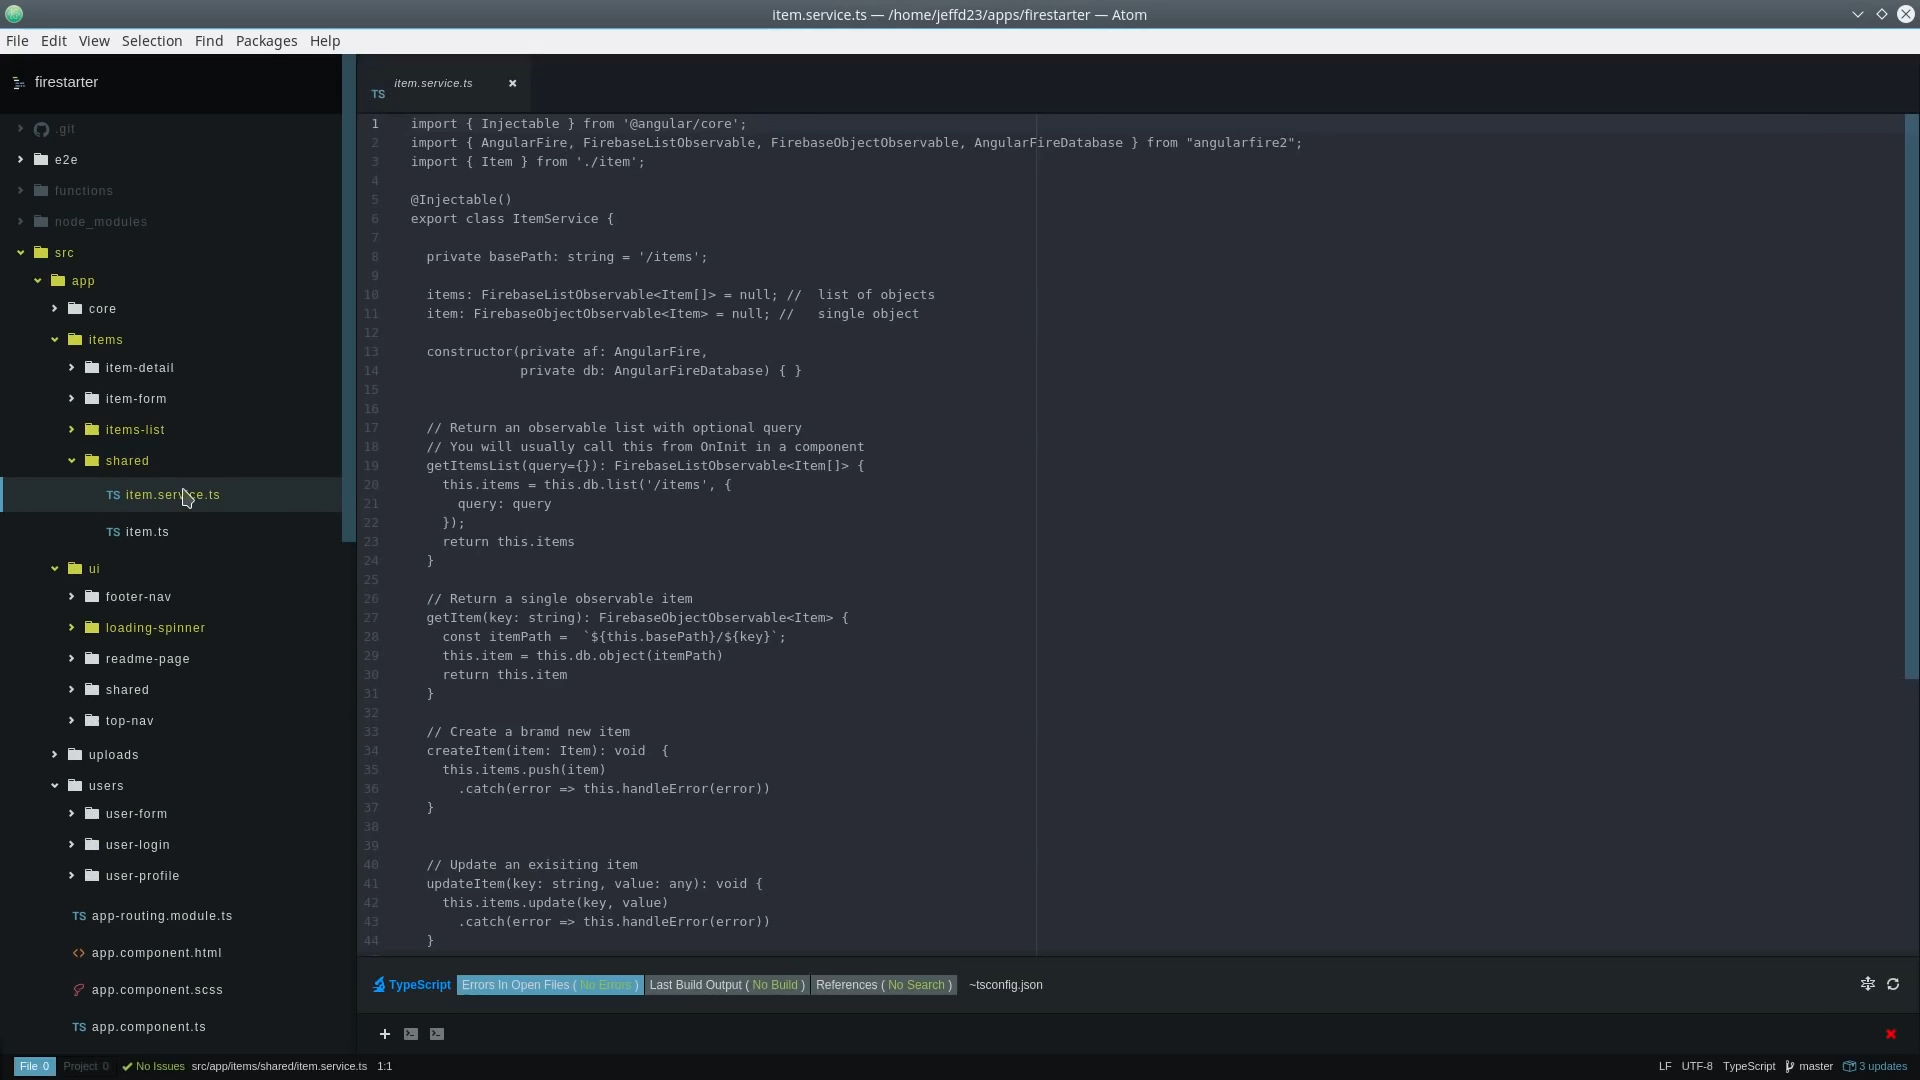 item.service.ts — /home/jeffd23/apps/firestarter — Atom
File Edit View Selection Find Packages Help
firestarter
.git
e2e
functions
node_modules
src
app
core
items
item-detail
item-form
items-list
shared
TS item.service.ts
TS item.ts
ui
footer-nav
loading-spinner
readme-page
shared
top-nav
uploads
users
user-form
user-login
user-profile
TS app-routing.module.ts
<> app.component.html
app.component.scss
TS app.component.ts
TS item.service.ts
1 import { Injectable } from '@angular/core';
2 import { AngularFire, FirebaseListObservable, FirebaseObjectObservable, AngularFireDatabase } from "angularfire2";
3 import { Item } from './item';
4
5 @Injectable()
6 export class ItemService {
7
8 private basePath: string = '/items';
9
10 items: FirebaseListObservable<Item[]> = null; //  list of objects
11 item: FirebaseObjectObservable<Item> = null; //   single object
12
13 constructor(private af: AngularFire,
14 private db: AngularFireDatabase) { }
15
16
17 // Return an observable list with optional query
18 // You will usually call this from OnInit in a component
19 getItemsList(query={}): FirebaseListObservable<Item[]> {
20 this.items = this.db.list('/items', {
21 query: query
22 });
23 return this.items
24 }
25
26 // Return a single observable item
27 getItem(key: string): FirebaseObjectObservable<Item> {
28 const itemPath =  `${this.basePath}/${key}`;
29 this.item = this.db.object(itemPath)
30 return this.item
31 }
32
33 // Create a bramd new item
34 createItem(item: Item): void  {
35 this.items.push(item)
36 .catch(error => this.handleError(error))
37 }
38
39
40 // Update an exisiting item
41 updateItem(key: string, value: any): void {
42 this.items.update(key, value)
43 .catch(error => this.handleError(error))
44 }
TypeScript Errors In Open Files ( No Errors ) Last Build Output ( No Build ) References ( No Search ) ~tsconfig.json
File 0 Project 0 No Issues src/app/items/shared/item.service.ts 1:1 LF UTF-8 TypeScript master 3 updates